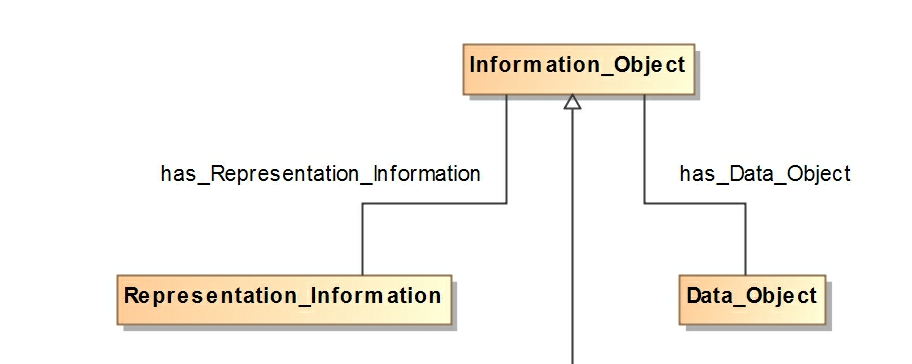 Information_Object
has_Representation_Information
has_Data_Object
Representation_Information
Data_Object